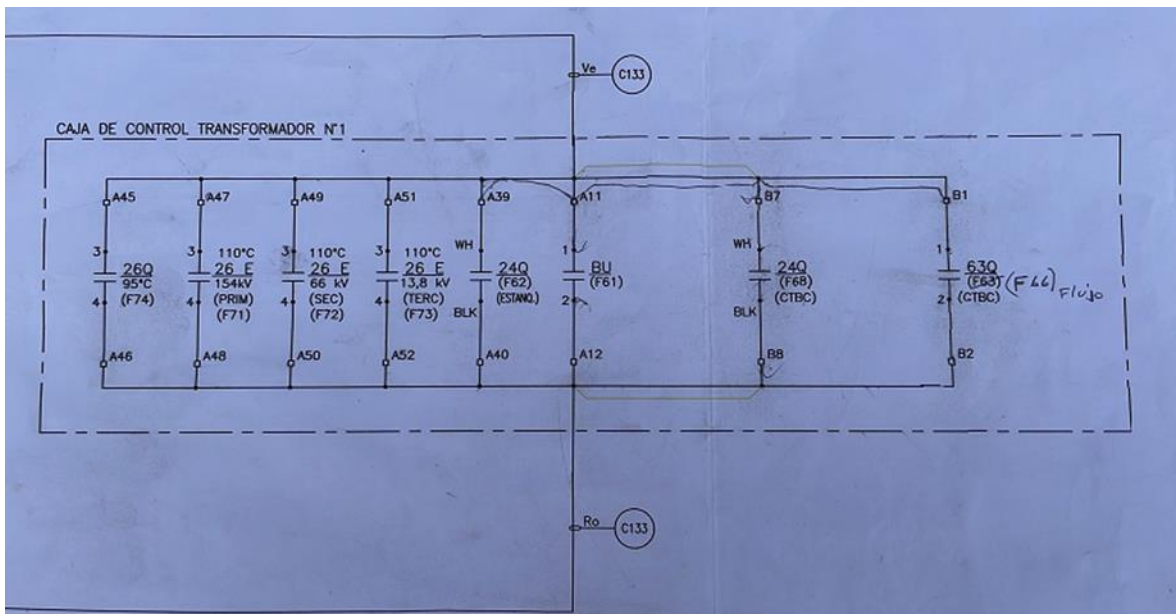 Ve
C133
CAJA DE CONTROL TRANSFORMADOR N°1
A45
A47
A49
A51
A39
A11
B7
B1
3
26Q
95°C
(F74)
4
A46
3
110°C
26 E
154kV
(PRIM)
(F71)
4
A48
3
110°C
26 E
66 kV
(SEC)
(F72)
4
A50
3
110°C
26 E
13,8 kV
(TERC)
(F73)
4
A52
WH
24Q
(F62)
(ESTANQ.)
BLK
A40
1
BU
(F61)
2
A12
WH
24Q
(F68)
(CTBC)
BLK
B8
1
63Q
(F63) (F66) Flujo
(CTBC)
2
B2
Ro
C133